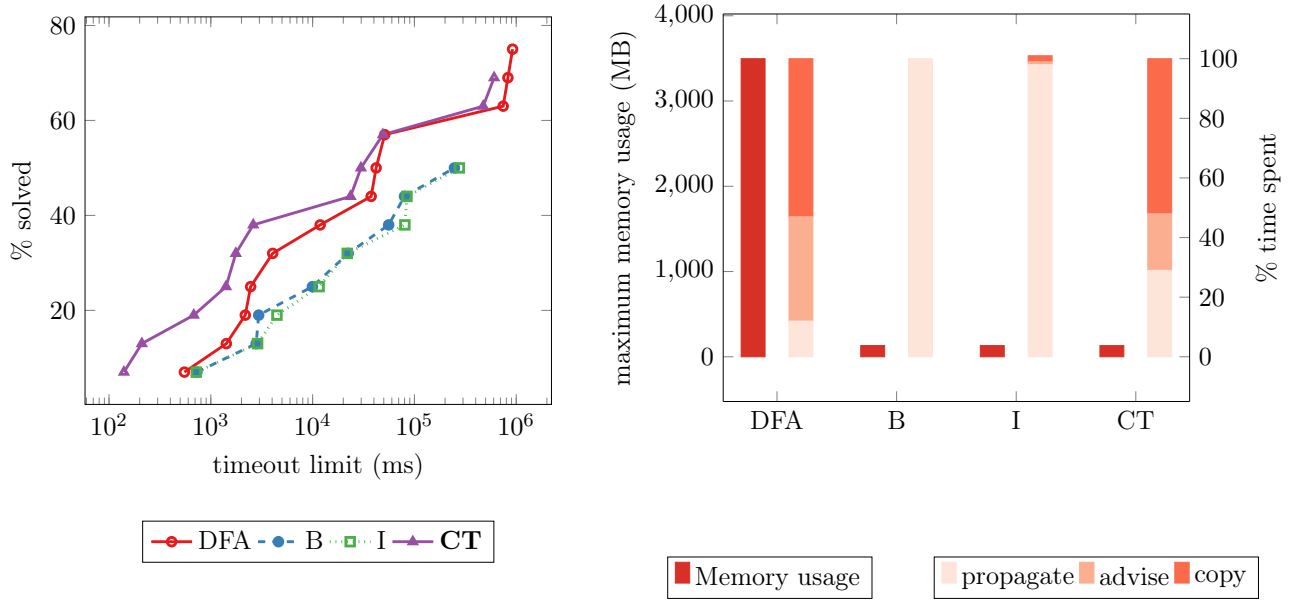 80
60
40
20
% solved
10^2 10^3 10^4 10^5 10^6
timeout limit (ms)
DFA B I CT
4,000
3,000
2,000
1,000
0
maximum memory usage (MB)
100
80
60
40
20
0
% time spent
DFA B I CT
Memory usage
propagate advise copy